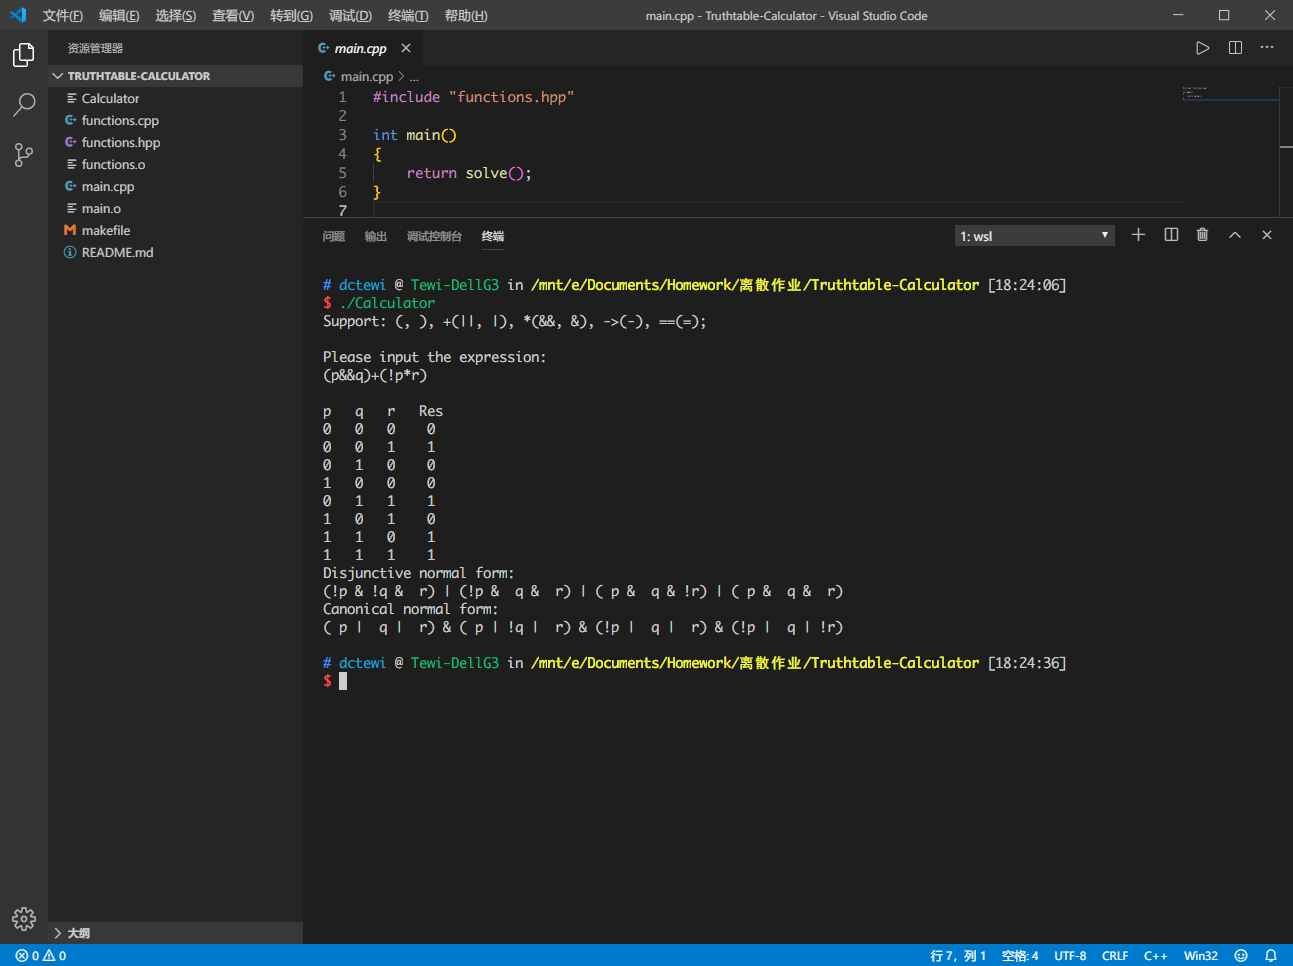 文件(F) 编辑(E) 选择(S) 查看(V) 转到(G) 调试(D) 终端(T) 帮助(H) main.cpp - Truthtable-Calculator - Visual Studio Code
资源管理器
TRUTHTABLE-CALCULATOR
Calculator
functions.cpp
functions.hpp
functions.o
main.cpp
main.o
makefile
README.md
大纲
main.cpp
main.cpp > ...
1 #include "functions.hpp"
2
3 int main()
4 {
5 return solve();
6 }
7
问题 输出 调试控制台 终端 1: wsl
# dctewi @ Tewi-DellG3 in /mnt/e/Documents/Homework/离散作业/Truthtable-Calculator [18:24:06]
$ ./Calculator
Support: (, ), +(||, |), *(&&, &), ->(-), ==(=);
Please input the expression:
(p&&q)+(!p*r)
p q r Res
0 0 0 0
0 0 1 1
0 1 0 0
1 0 0 0
0 1 1 1
1 0 1 0
1 1 0 1
1 1 1 1
Disjunctive normal form:
(!p & !q & r) | (!p & q & r) | ( p & q & !r) | ( p & q & r)
Canonical normal form:
( p | q | r) & ( p | !q | r) & (!p | q | r) & (!p | q | !r)
# dctewi @ Tewi-DellG3 in /mnt/e/Documents/Homework/离散作业/Truthtable-Calculator [18:24:36]
$
0 0 行 7，列 1 空格: 4 UTF-8 CRLF C++ Win32